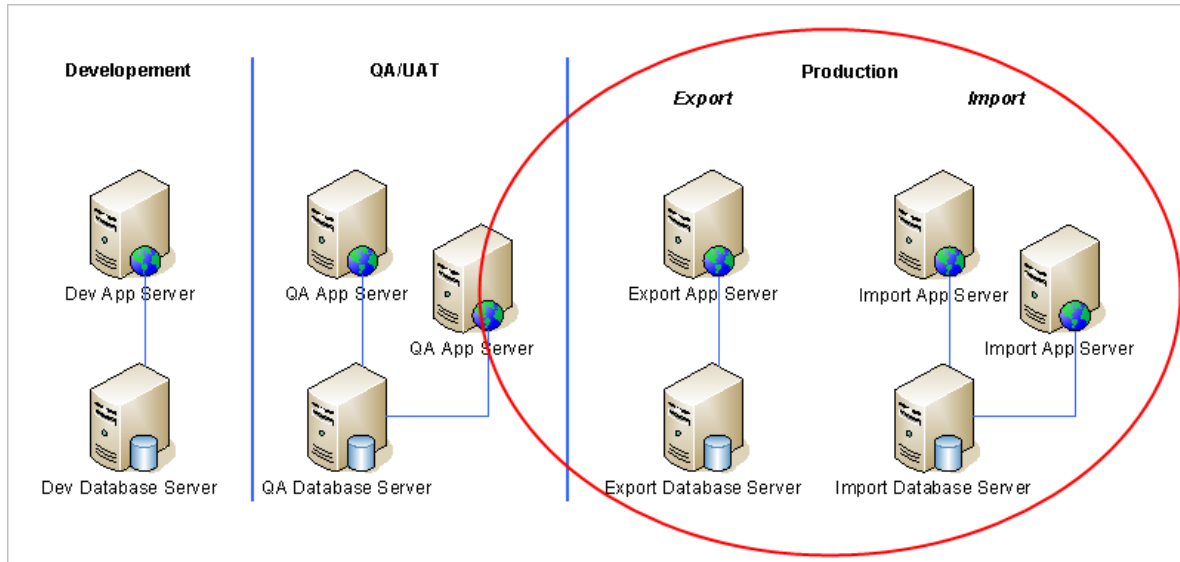 Developement
QA/UAT
Production
Export
Import
Dev App Server
QA App Server
QA App Server
Export App Server
Import App Server
Import App Server
Dev Database Server
QA Database Server
Export Database Server
Import Database Server